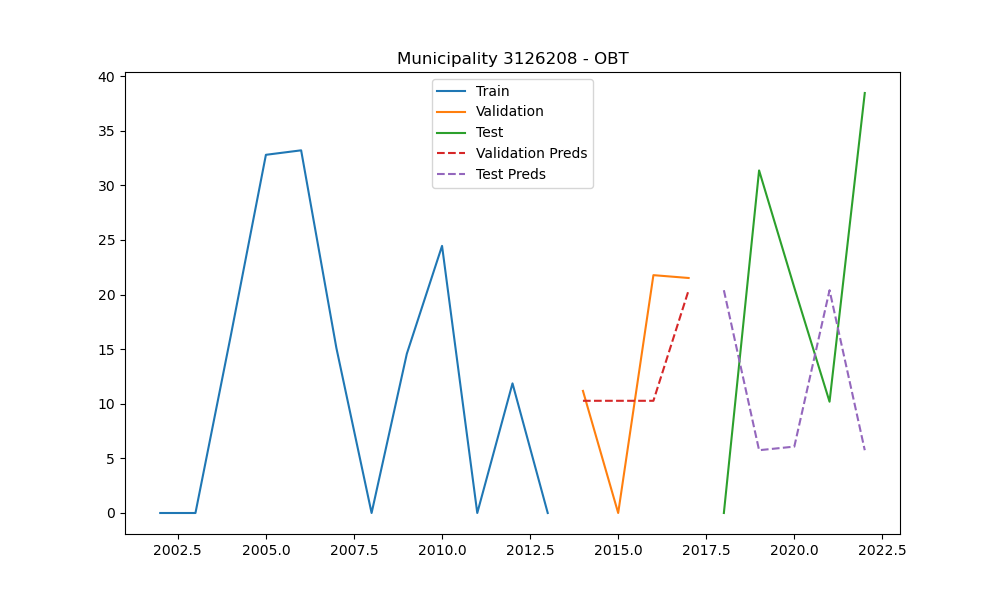 Municipality 3126208 - OBT
40
35
30
25
20
15
10
5
0
Train
Validation
Test
Validation Preds
Test Preds
2002.5 2005.0 2007.5 2010.0 2012.5 2015.0 2017.5 2020.0 2022.5